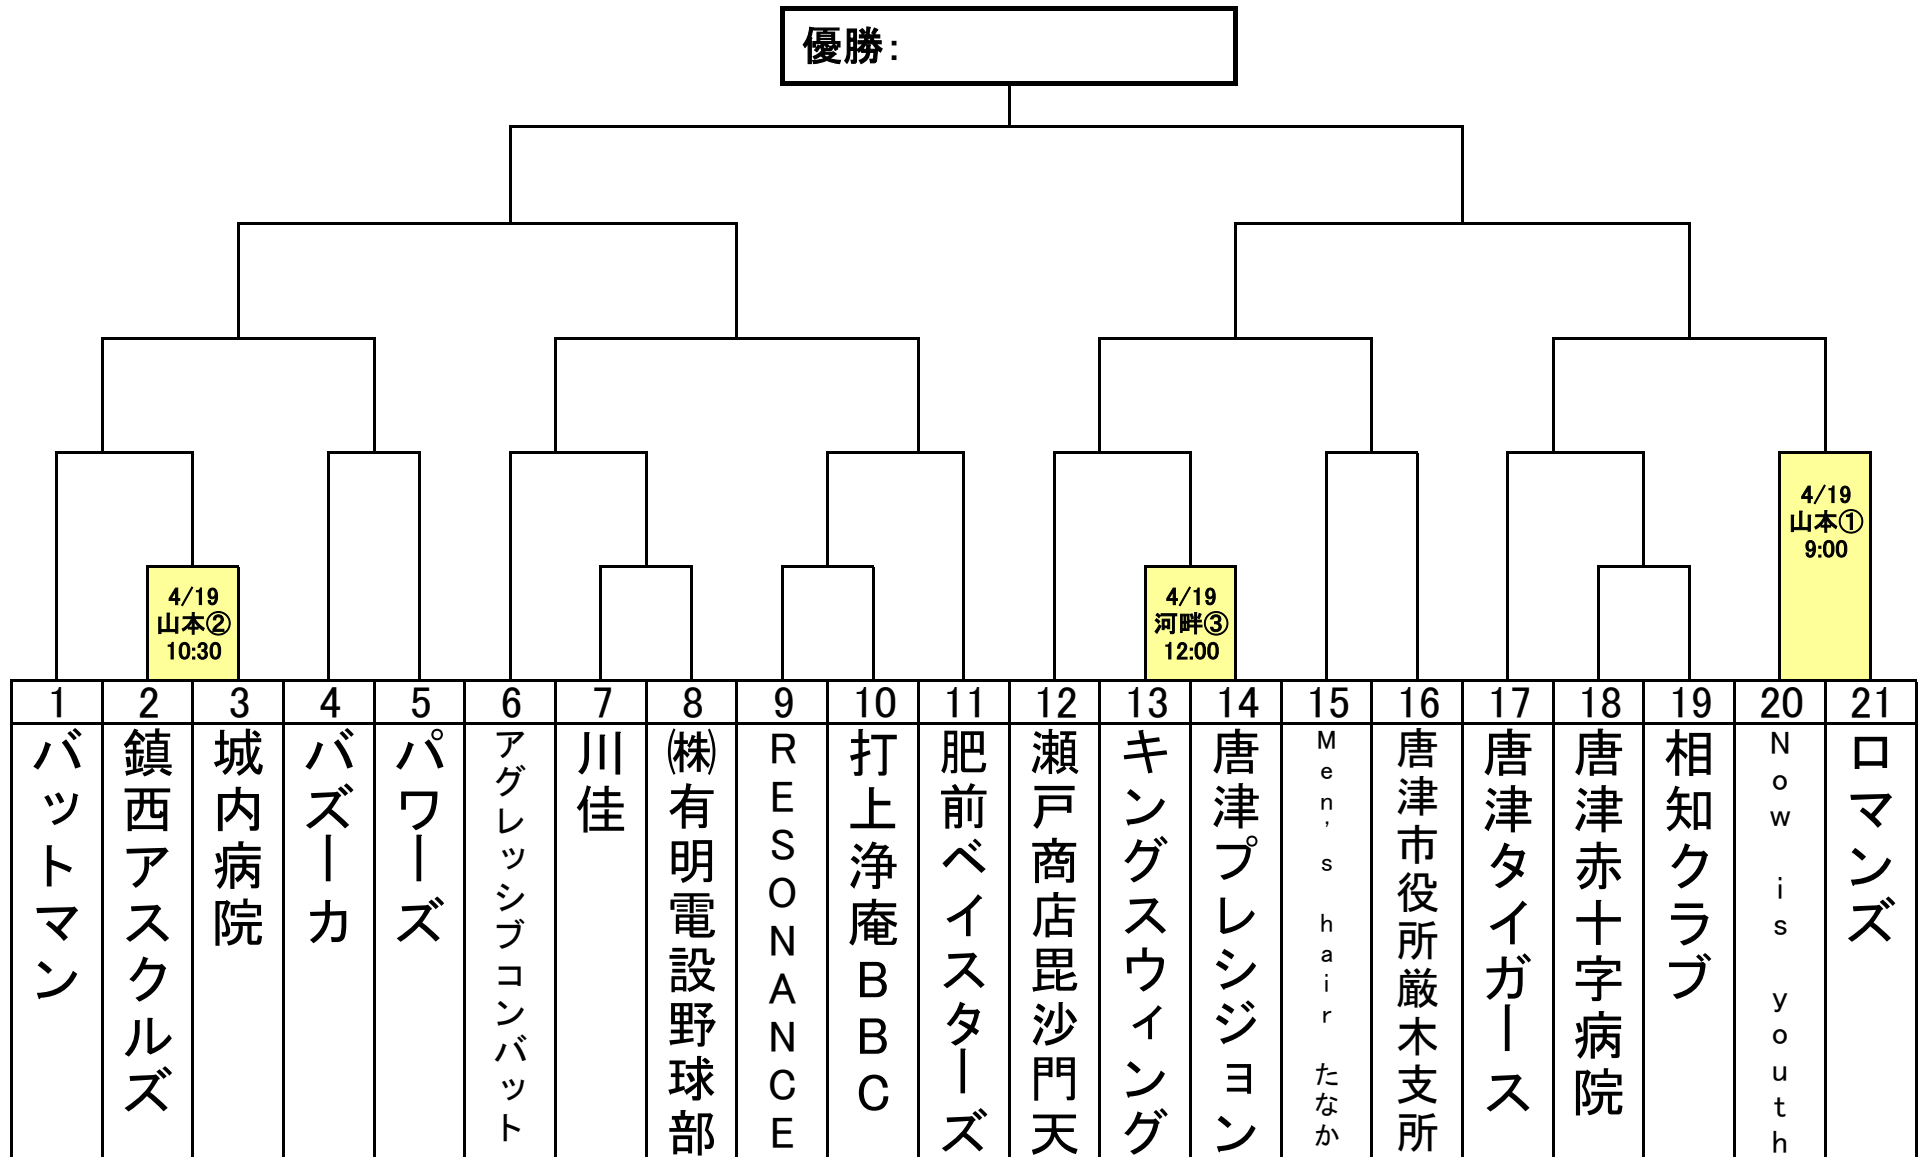 優勝：
4/19
山本①
9:00
4/19
山本②
10:30
4/19
河畔③
12:00
1 2 3 4 5 6 7 8 9 10 11 12 13 14 15 16 17 18 19 20 21
バットマン
鎮西アスクルズ
城内病院
バズーカ
パワーズ
アグレッシブコンバット
川佳
㈱有明電設野球部
RESONANCE
打上浄庵BBC
肥前ベイスターズ
瀬戸商店毘沙門天
キングスウィング
唐津プレシジョン
Men's hair たなか
唐津市役所厳木支所
唐津タイガース
唐津赤十字病院
相知クラブ
Now is youth
ロマンズ